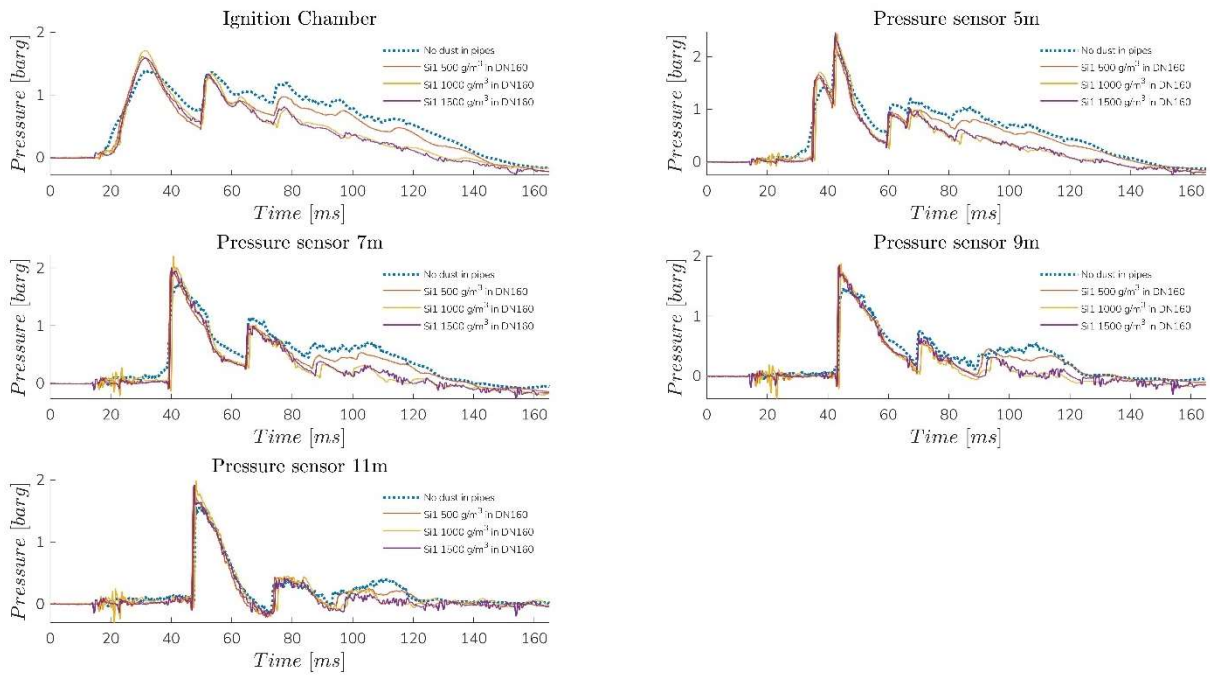 Ignition Chamber
Pressure [barg]
2
1
0
No dust in pipes
Si1 500 g/m³ in DN160
Si1 1000 g/m³ in DN160
Si1 1500 g/m³ in DN160
0 20 40 60 80 100 120 140 160
Time [ms]
Pressure sensor 5m
Pressure [barg]
2
1
0
No dust in pipes
Si1 500 g/m³ in DN160
Si1 1000 g/m³ in DN160
Si1 1500 g/m³ in DN160
0 20 40 60 80 100 120 140 160
Time [ms]
Pressure sensor 7m
Pressure [barg]
2
1
0
No dust in pipes
Si1 500 g/m³ in DN160
Si1 1000 g/m³ in DN160
Si1 1500 g/m³ in DN160
0 20 40 60 80 100 120 140 160
Time [ms]
Pressure sensor 9m
Pressure [barg]
2
1
0
No dust in pipes
Si1 500 g/m³ in DN160
Si1 1000 g/m³ in DN160
Si1 1500 g/m³ in DN160
0 20 40 60 80 100 120 140 160
Time [ms]
Pressure sensor 11m
Pressure [barg]
2
1
0
No dust in pipes
Si1 500 g/m³ in DN160
Si1 1000 g/m³ in DN160
Si1 1500 g/m³ in DN160
0 20 40 60 80 100 120 140 160
Time [ms]